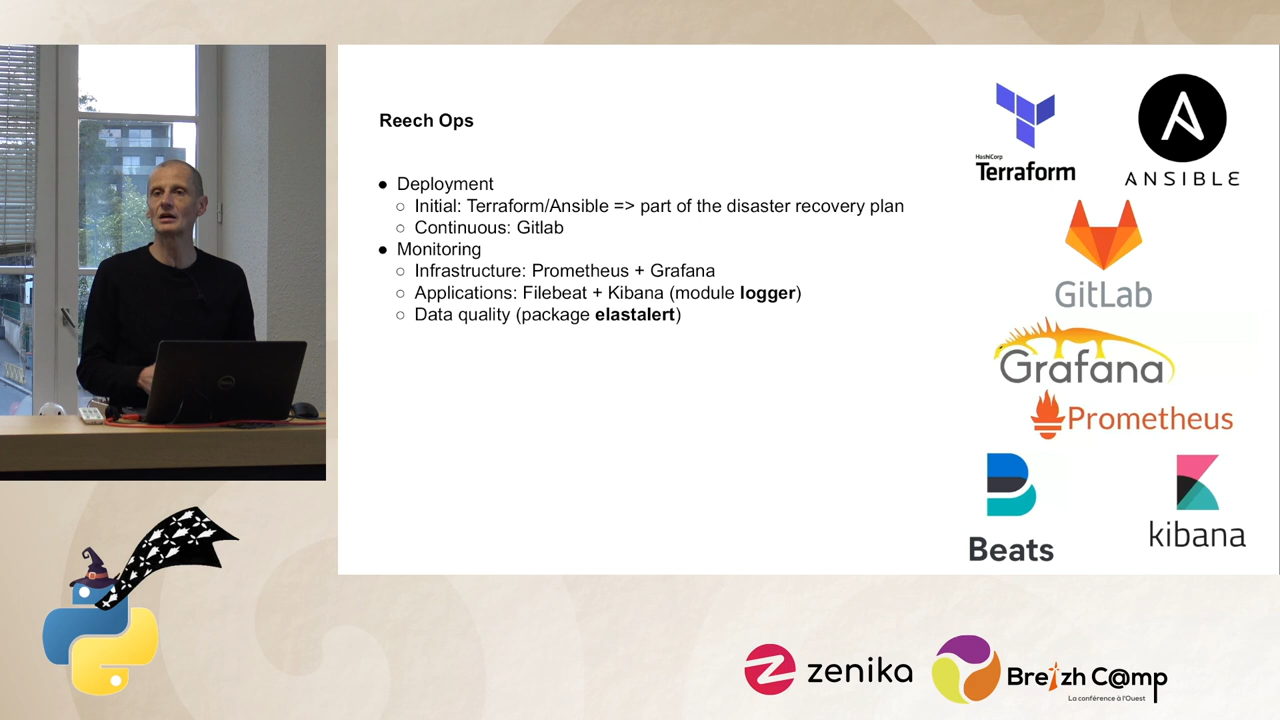 Reech Ops
● Deployment
○ Initial: Terraform/Ansible => part of the disaster recovery plan
○ Continuous: Gitlab
● Monitoring
○ Infrastructure: Prometheus + Grafana
○ Applications: Filebeat + Kibana (module logger)
○ Data quality (package elastalert)
HashiCorp
Terraform
ANSIBLE
GitLab
Grafana
Prometheus
Beats
kibana
DELL
zenika
Breizh C@mp
La conférence à l'Ouest